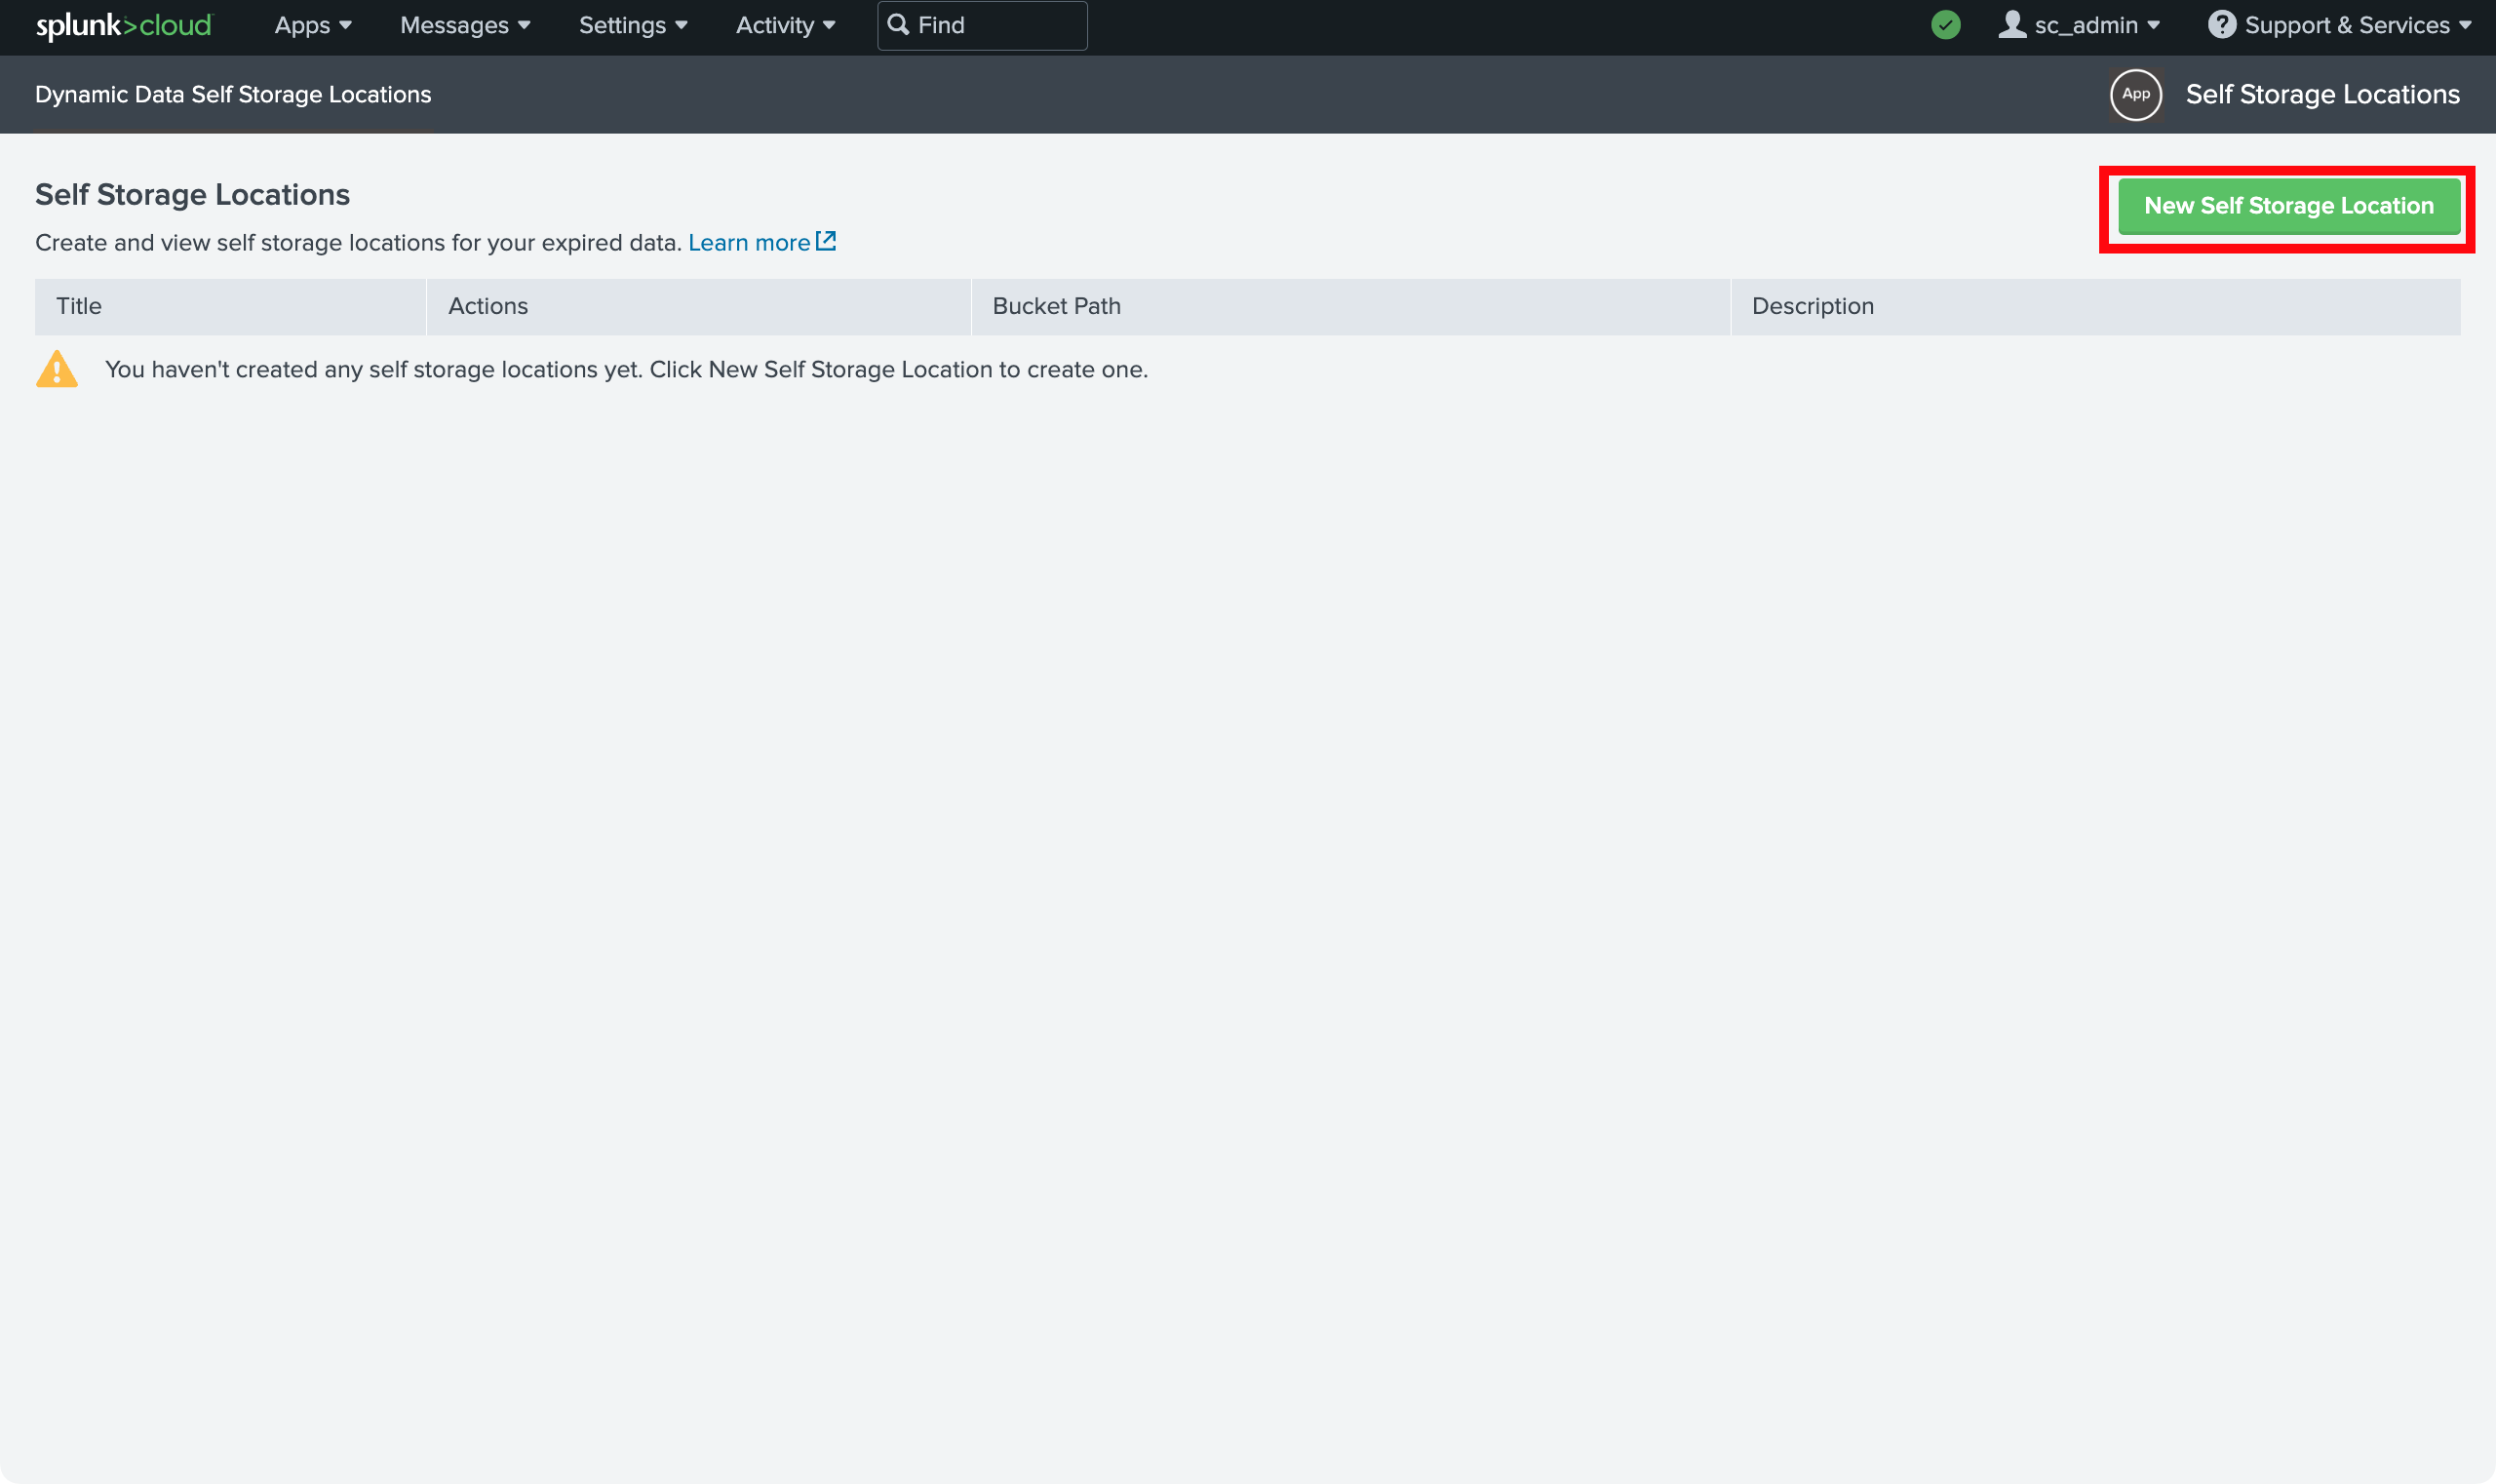 splunk>cloud Apps Messages Settings Activity Find sc_admin ? Support & Services
Dynamic Data Self Storage Locations App Self Storage Locations
Self Storage Locations New Self Storage Location
Create and view self storage locations for your expired data. Learn more
Title Actions Bucket Path Description
You haven't created any self storage locations yet. Click New Self Storage Location to create one.